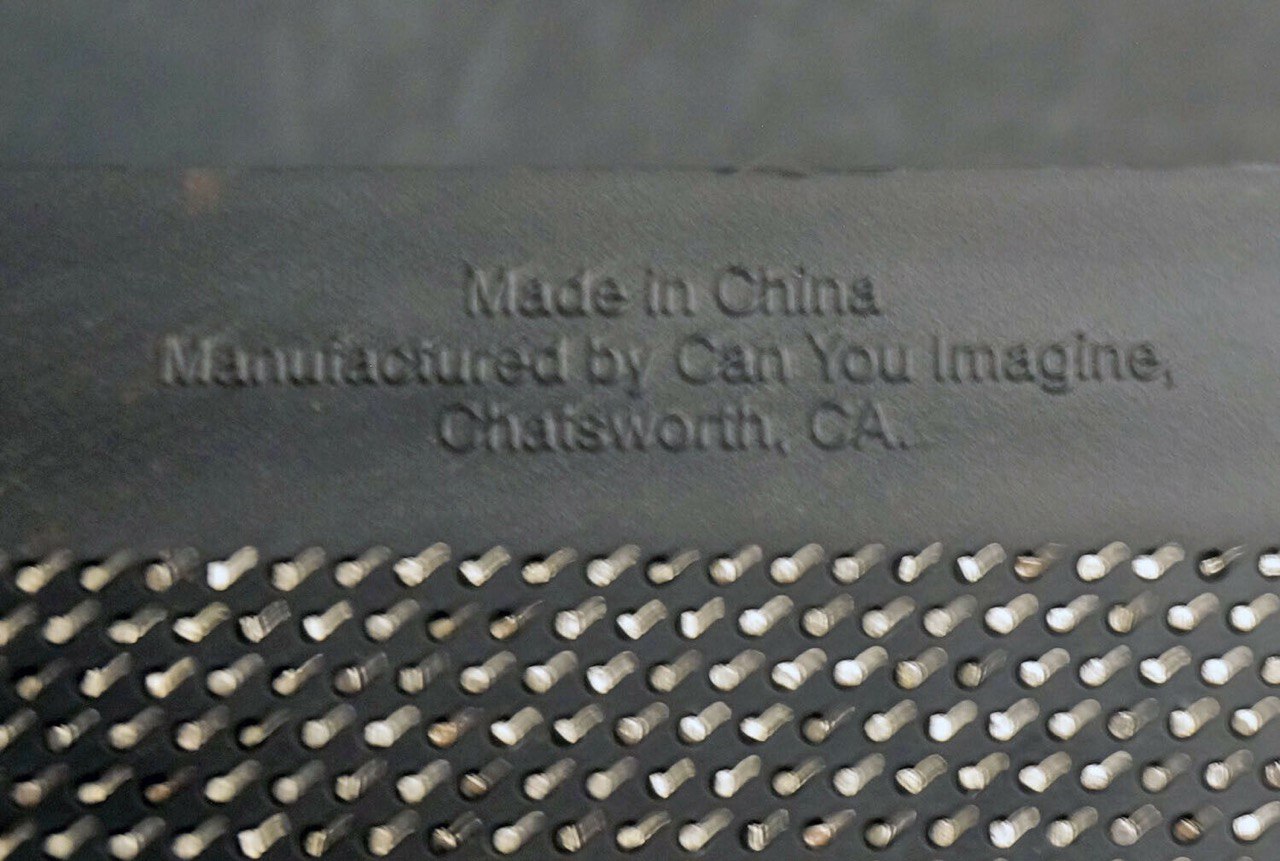 Made in China
Manufactured by Can You Imagine,
Chatsworth, CA.